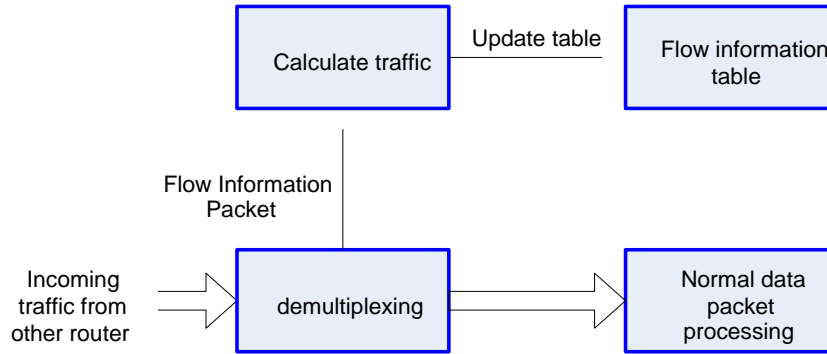 Calculate traffic
Update table
Flow information
table
Flow Information
Packet
Incoming
traffic from
other router
demultiplexing
Normal data
packet
processing